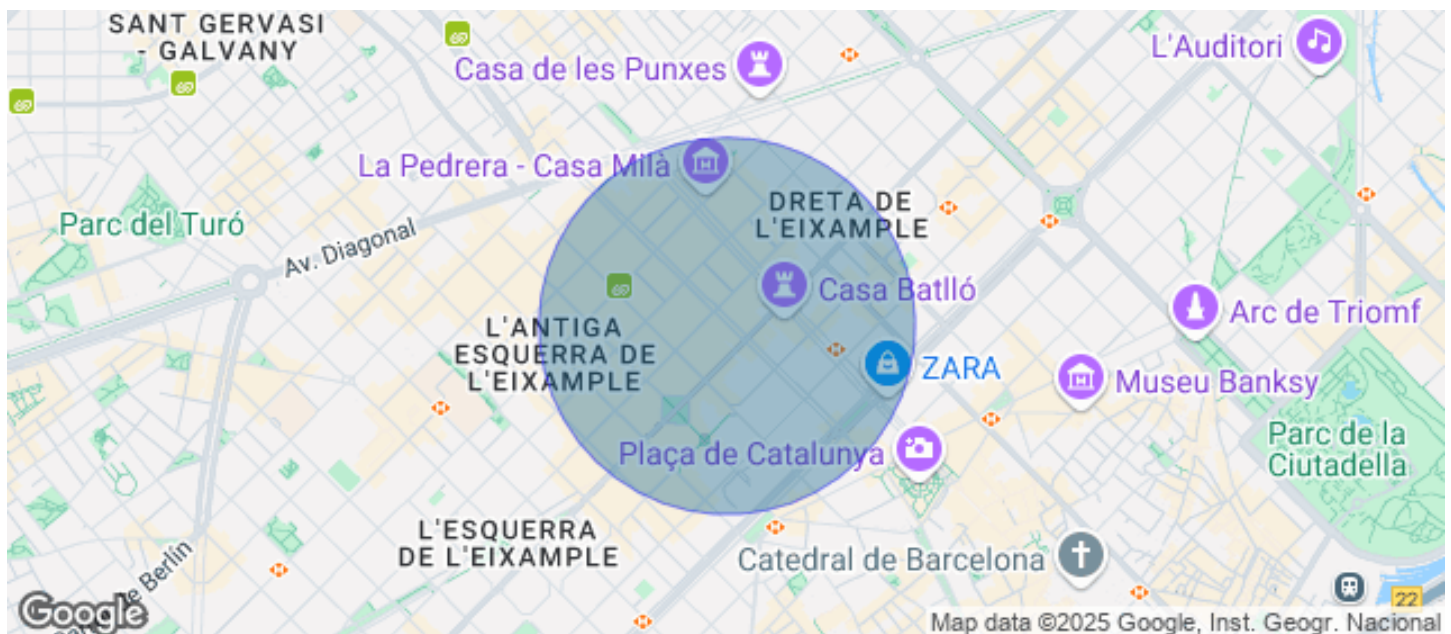 SANT GERVASI
- GALVANY
Casa de les Punxes
L'Auditori
La Pedrera - Casa Milà
DRETA DE
L'EIXAMPLE
Parc del Turó
Av. Diagonal
Casa Batlló
Arc de Triomf
L'ANTIGA
ESQUERRA DE
L'EIXAMPLE
ZARA
Museu Banksy
Parc de la
Ciutadella
Plaça de Catalunya
L'ESQUERRA
DE L'EIXAMPLE
Catedral de Barcelona
de Berlín
22
Google
Map data ©2025 Google, Inst. Geogr. Nacional